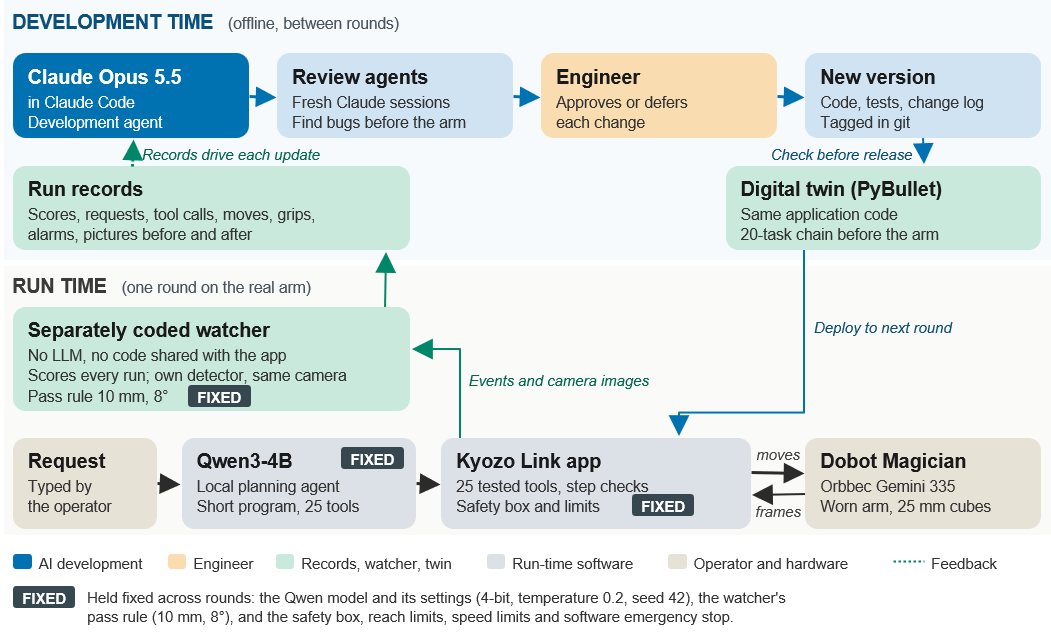 DEVELOPMENT TIME (offline, between rounds)
Claude Opus 5.5
in Claude Code
Development agent
Review agents
Fresh Claude sessions
Find bugs before the arm
Engineer
Approves or defers
each change
New version
Code, tests, change log
Tagged in git
Records drive each update
Check before release
Run records
Scores, requests, tool calls, moves, grips,
alarms, pictures before and after
Digital twin (PyBullet)
Same application code
20-task chain before the arm
RUN TIME (one round on the real arm)
Separately coded watcher
No LLM, no code shared with the app
Scores every run; own detector, same camera
Pass rule 10 mm, 8° FIXED
Deploy to next round
Events and camera images
Request
Typed by
the operator
Qwen3-4B FIXED
Local planning agent
Short program, 25 tools
Kyozo Link app
25 tested tools, step checks
Safety box and limits FIXED
moves
frames
Dobot Magician
Orbbec Gemini 335
Worn arm, 25 mm cubes
AI development
Engineer
Records, watcher, twin
Run-time software
Operator and hardware
Feedback
FIXED Held fixed across rounds: the Qwen model and its settings (4-bit, temperature 0.2, seed 42), the watcher's
pass rule (10 mm, 8°), and the safety box, reach limits, speed limits and software emergency stop.